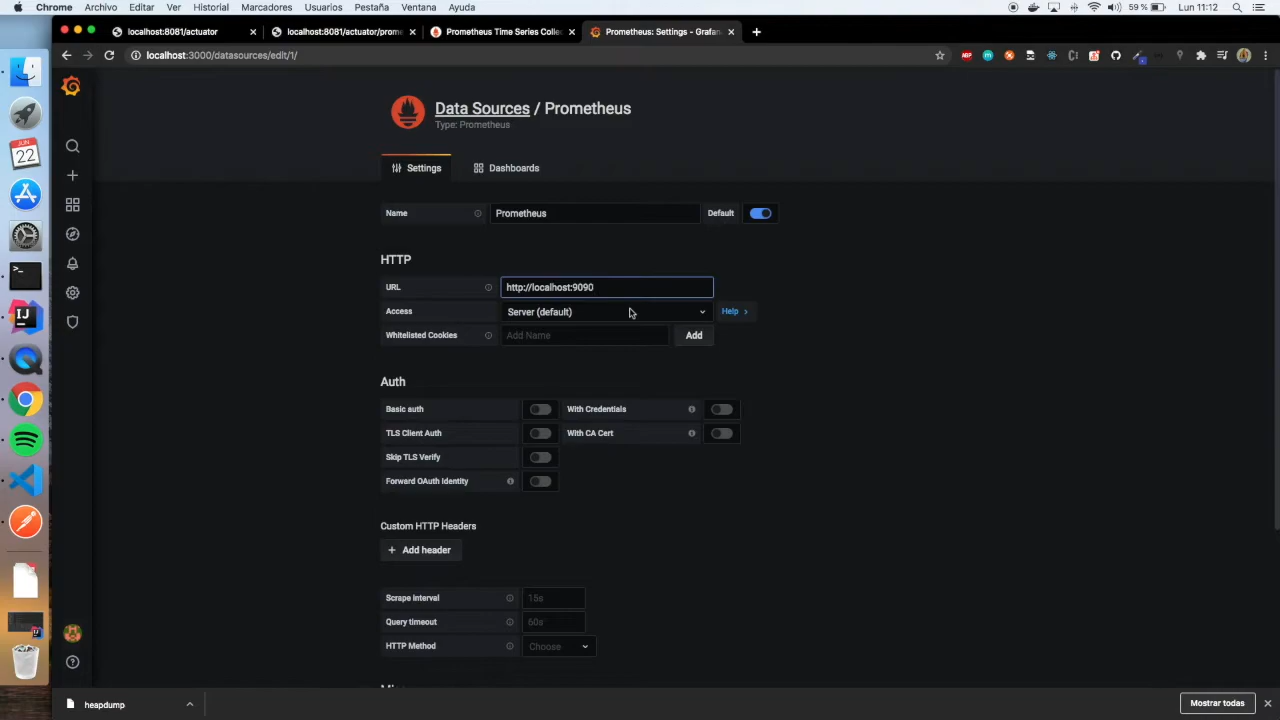 Chrome Archivo Editar Ver Historial Marcadores Usuarios Pestaña Ventana Ayuda 59 % Lun 11:12
localhost:8081/actuator localhost:8081/actuator/prome Prometheus Time Series Collec Prometheus: Settings - Grafan
localhost:3000/datasources/edit/1/
Data Sources / Prometheus
Type: Prometheus
Settings Dashboards
Name Prometheus Default
HTTP
URL http://localhost:9090
Access Server (default) Help >
Whitelisted Cookies Add Name Add
Auth
Basic auth With Credentials
TLS Client Auth With CA Cert
Skip TLS Verify
Forward OAuth Identity
Custom HTTP Headers
+ Add header
Scrape interval 15s
Query timeout 60s
HTTP Method Choose
JUN
22
ABP
heapdump Mostrar todas